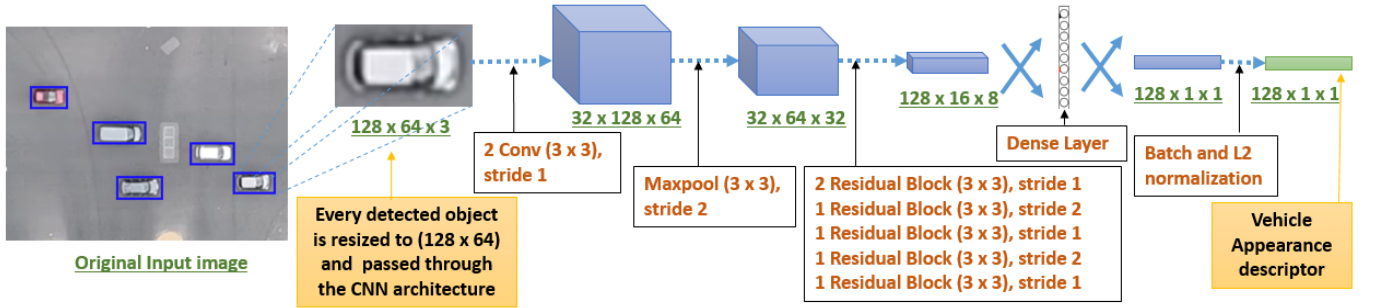 Original Input image
128 x 64 x 3
Every detected object
is resized to (128 x 64)
and passed through
the CNN architecture
2 Conv (3 x 3),
stride 1
32 x 128 x 64
Maxpool (3 x 3),
stride 2
32 x 64 x 32
2 Residual Block (3 x 3), stride 1
1 Residual Block (3 x 3), stride 2
1 Residual Block (3 x 3), stride 1
1 Residual Block (3 x 3), stride 2
1 Residual Block (3 x 3), stride 1
128 x 16 x 8
Dense Layer
128 x 1 x 1
Batch and L2
normalization
128 x 1 x 1
Vehicle
Appearance
descriptor